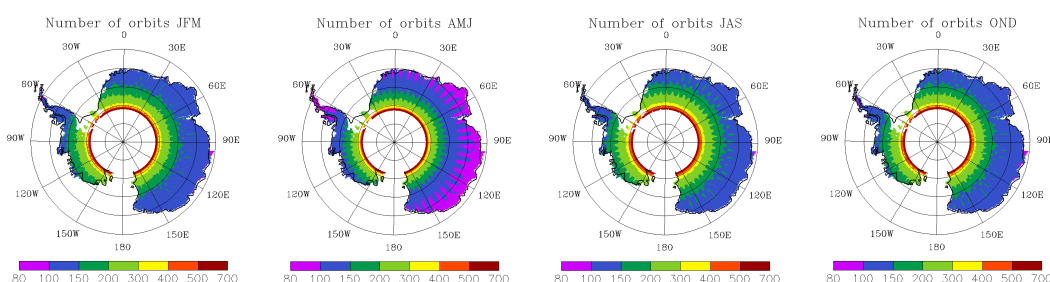 Number of orbits JFM
0
30W
30E
60W
60E
90W
90E
120W
120E
150W
150E
180
80 100 150 200 300 400 500 700
Number of orbits AMJ
0
30W
30E
60W
60E
90W
90E
120W
120E
150W
150E
180
80 100 150 200 300 400 500 700
Number of orbits JAS
0
30W
30E
60W
60E
90W
90E
120W
120E
150W
150E
180
80 100 150 200 300 400 500 700
Number of orbits OND
0
30W
30E
60W
60E
90W
90E
120W
120E
150W
150E
180
80 100 150 200 300 400 500 700